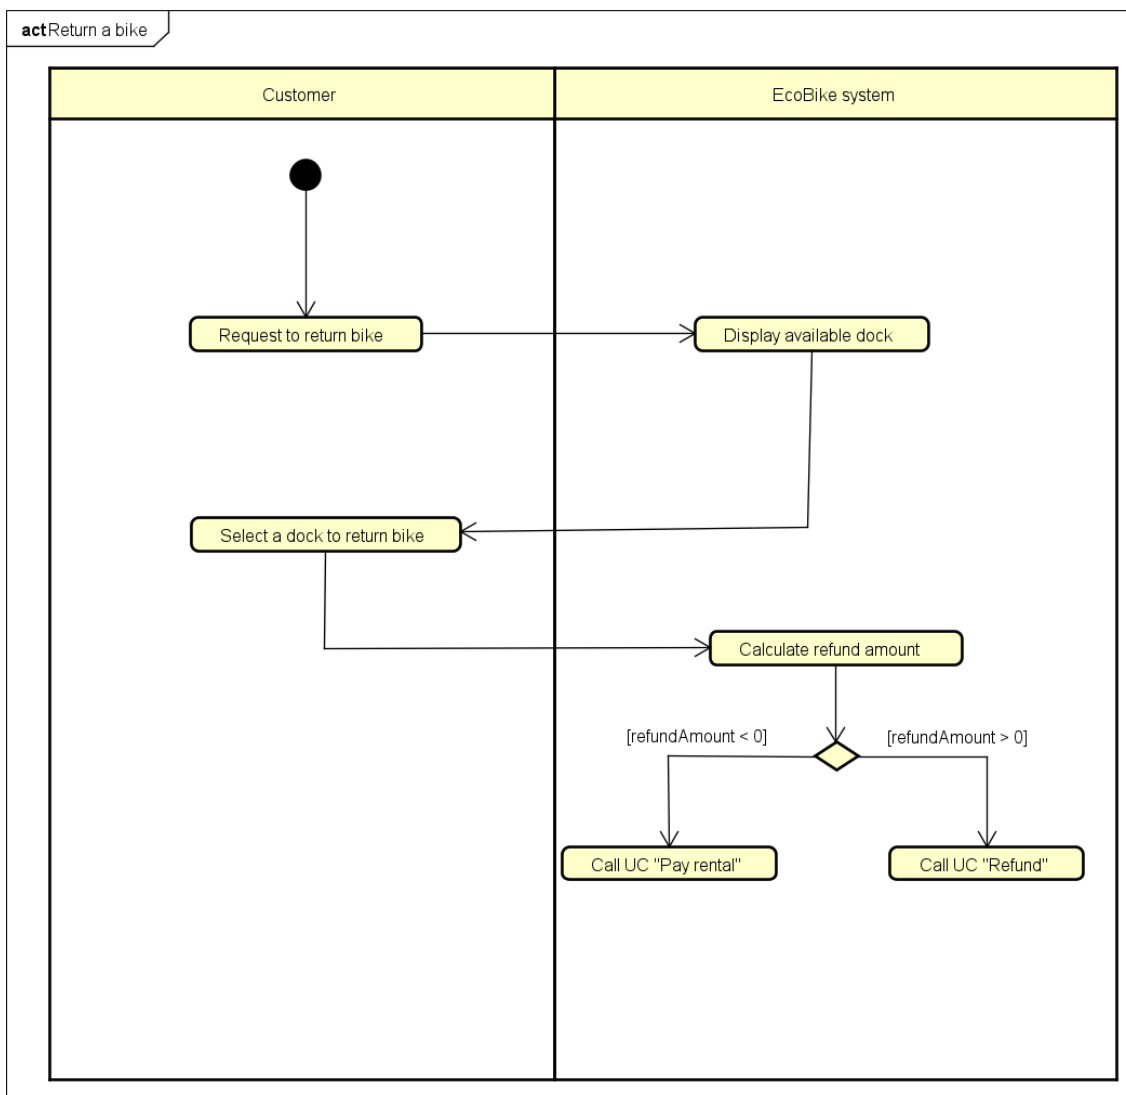 act Return a bike
Customer
EcoBike system
Request to return bike
Display available dock
Select a dock to return bike
Calculate refund amount
[refundAmount < 0]
[refundAmount > 0]
Call UC "Pay rental"
Call UC "Refund"